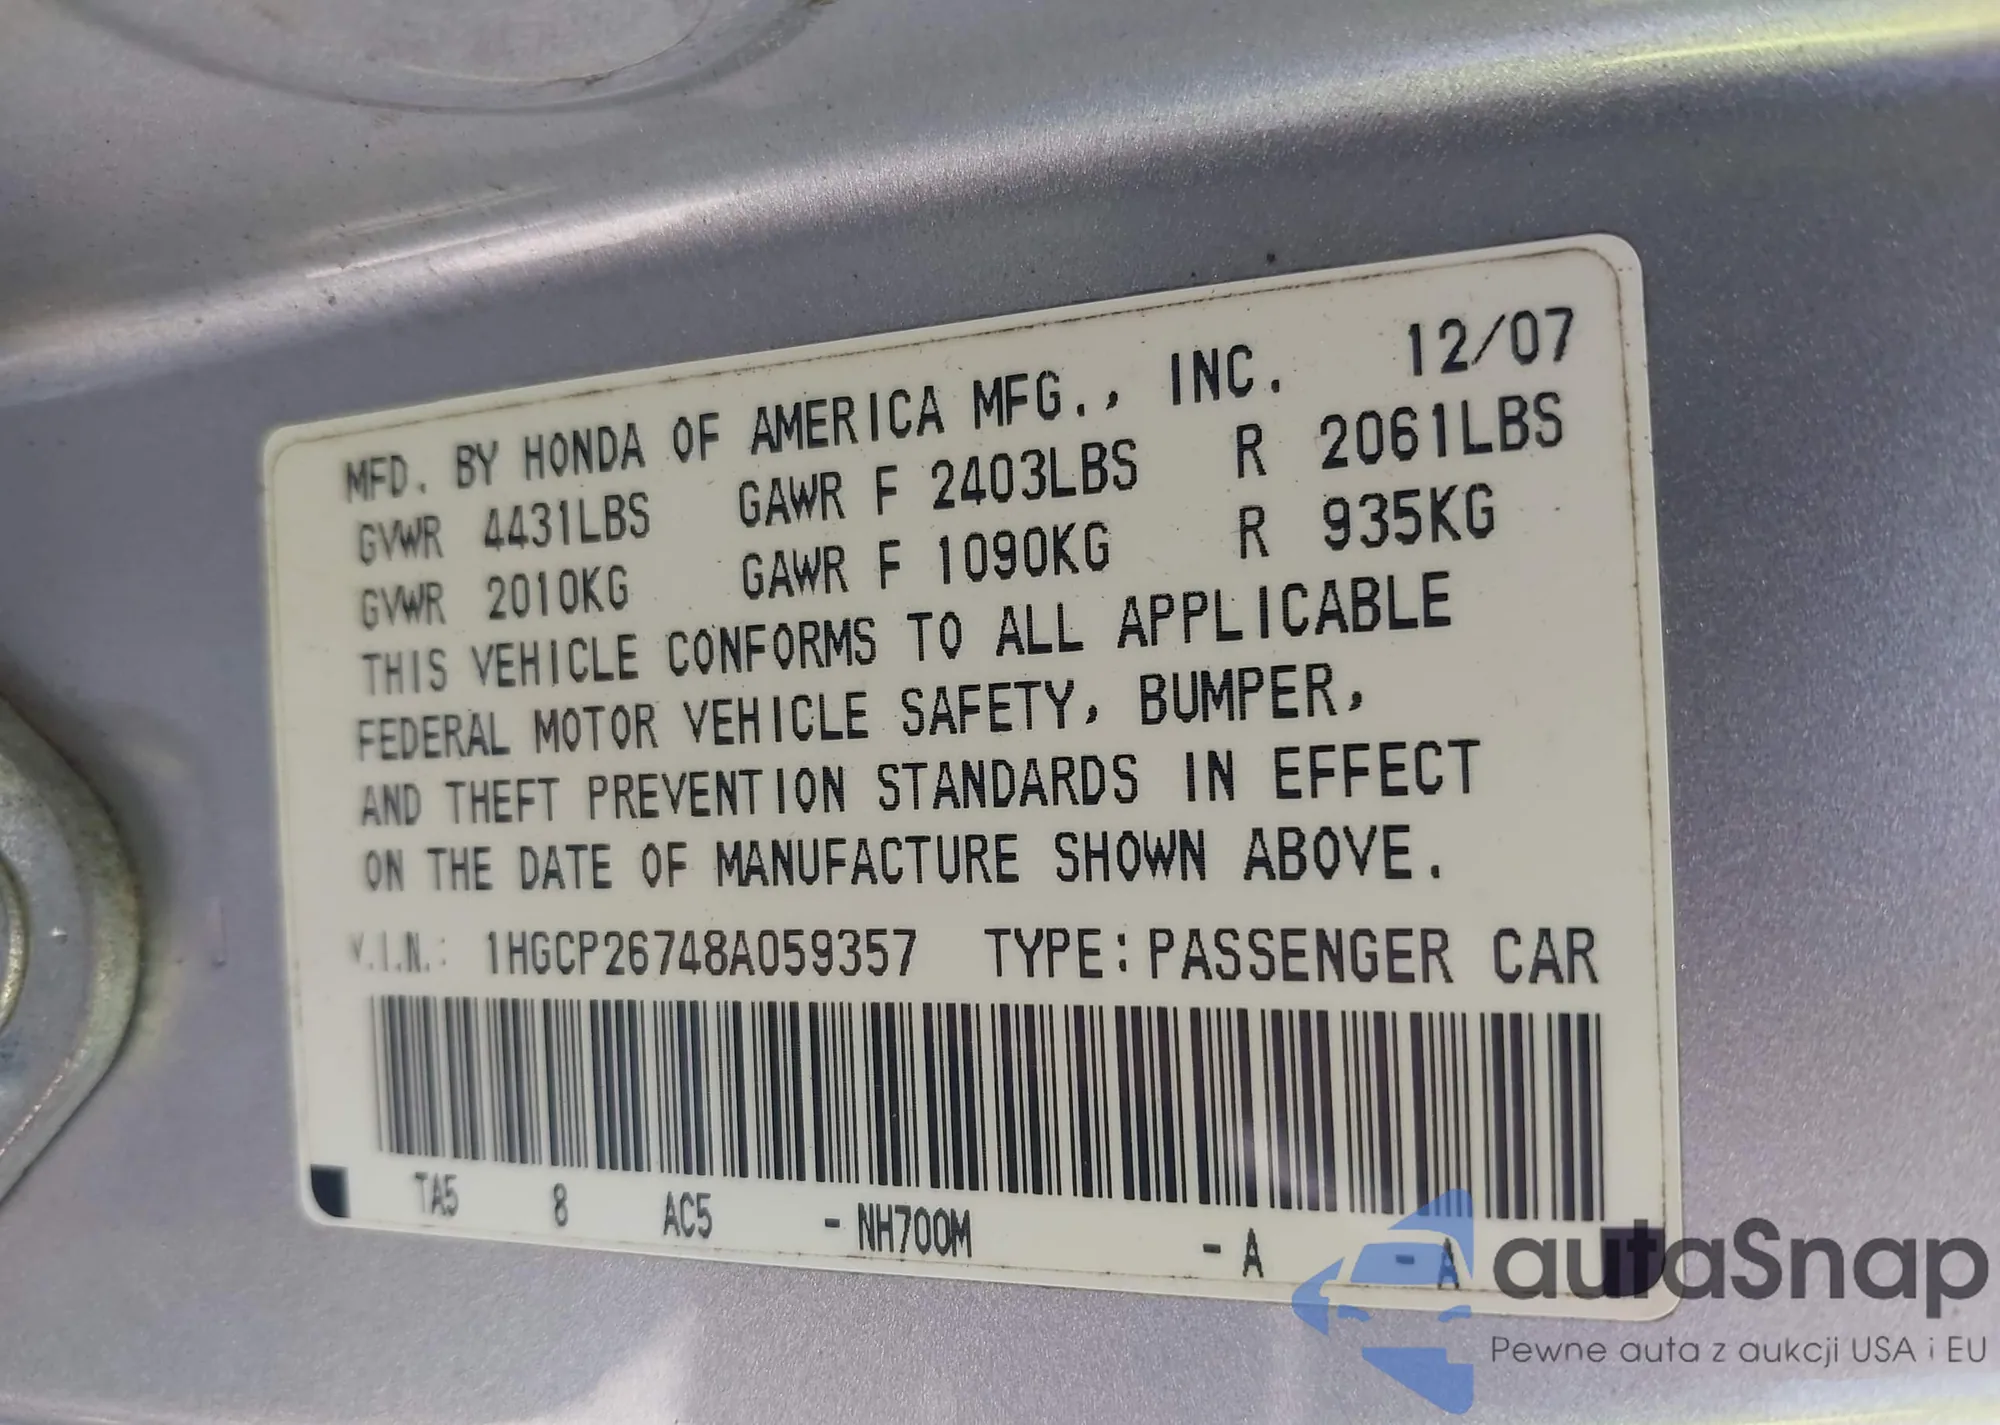 MFD. BY HONDA OF AMERICA MFG., INC. 12/07
GVWR 4431LBS GAWR F 2403LBS R 2061LBS
GVWR 2010KG GAWR F 1090KG R 935KG
THIS VEHICLE CONFORMS TO ALL APPLICABLE
FEDERAL MOTOR VEHICLE SAFETY, BUMPER,
AND THEFT PREVENTION STANDARDS IN EFFECT
ON THE DATE OF MANUFACTURE SHOWN ABOVE.
V.I.N.: 1HGCP26748A059357 TYPE:PASSENGER CAR
TA5 8 AC5 - NH700M - A - A
autaSnap
Pewne auta z aukcji USA i EU